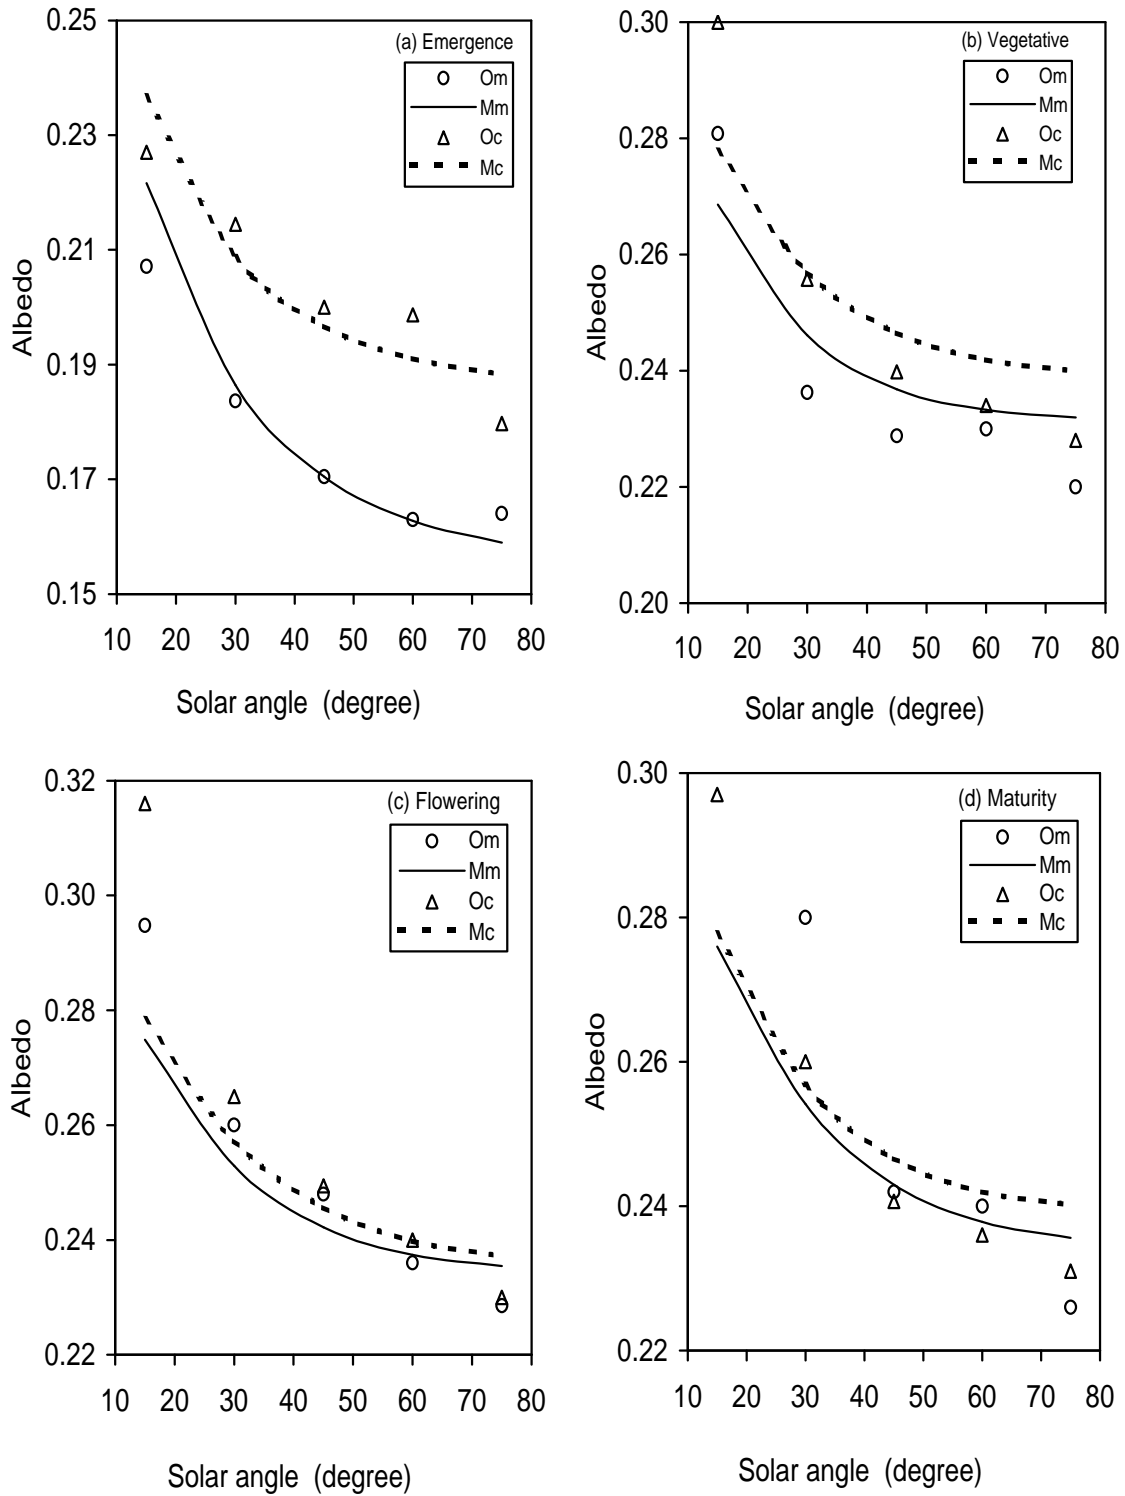 (a) Emergence
Om
Mm
Oc
Mc
0.25
0.23
0.21
0.19
0.17
0.15
Albedo
10 20 30 40 50 60 70 80
Solar angle (degree)
(b) Vegetative
Om
Mm
Oc
Mc
0.30
0.28
0.26
0.24
0.22
0.20
Albedo
10 20 30 40 50 60 70 80
Solar angle (degree)
(c) Flowering
Om
Mm
Oc
Mc
0.32
0.30
0.28
0.26
0.24
0.22
Albedo
10 20 30 40 50 60 70 80
Solar angle (degree)
(d) Maturity
Om
Mm
Oc
Mc
0.30
0.28
0.26
0.24
0.22
Albedo
10 20 30 40 50 60 70 80
Solar angle (degree)